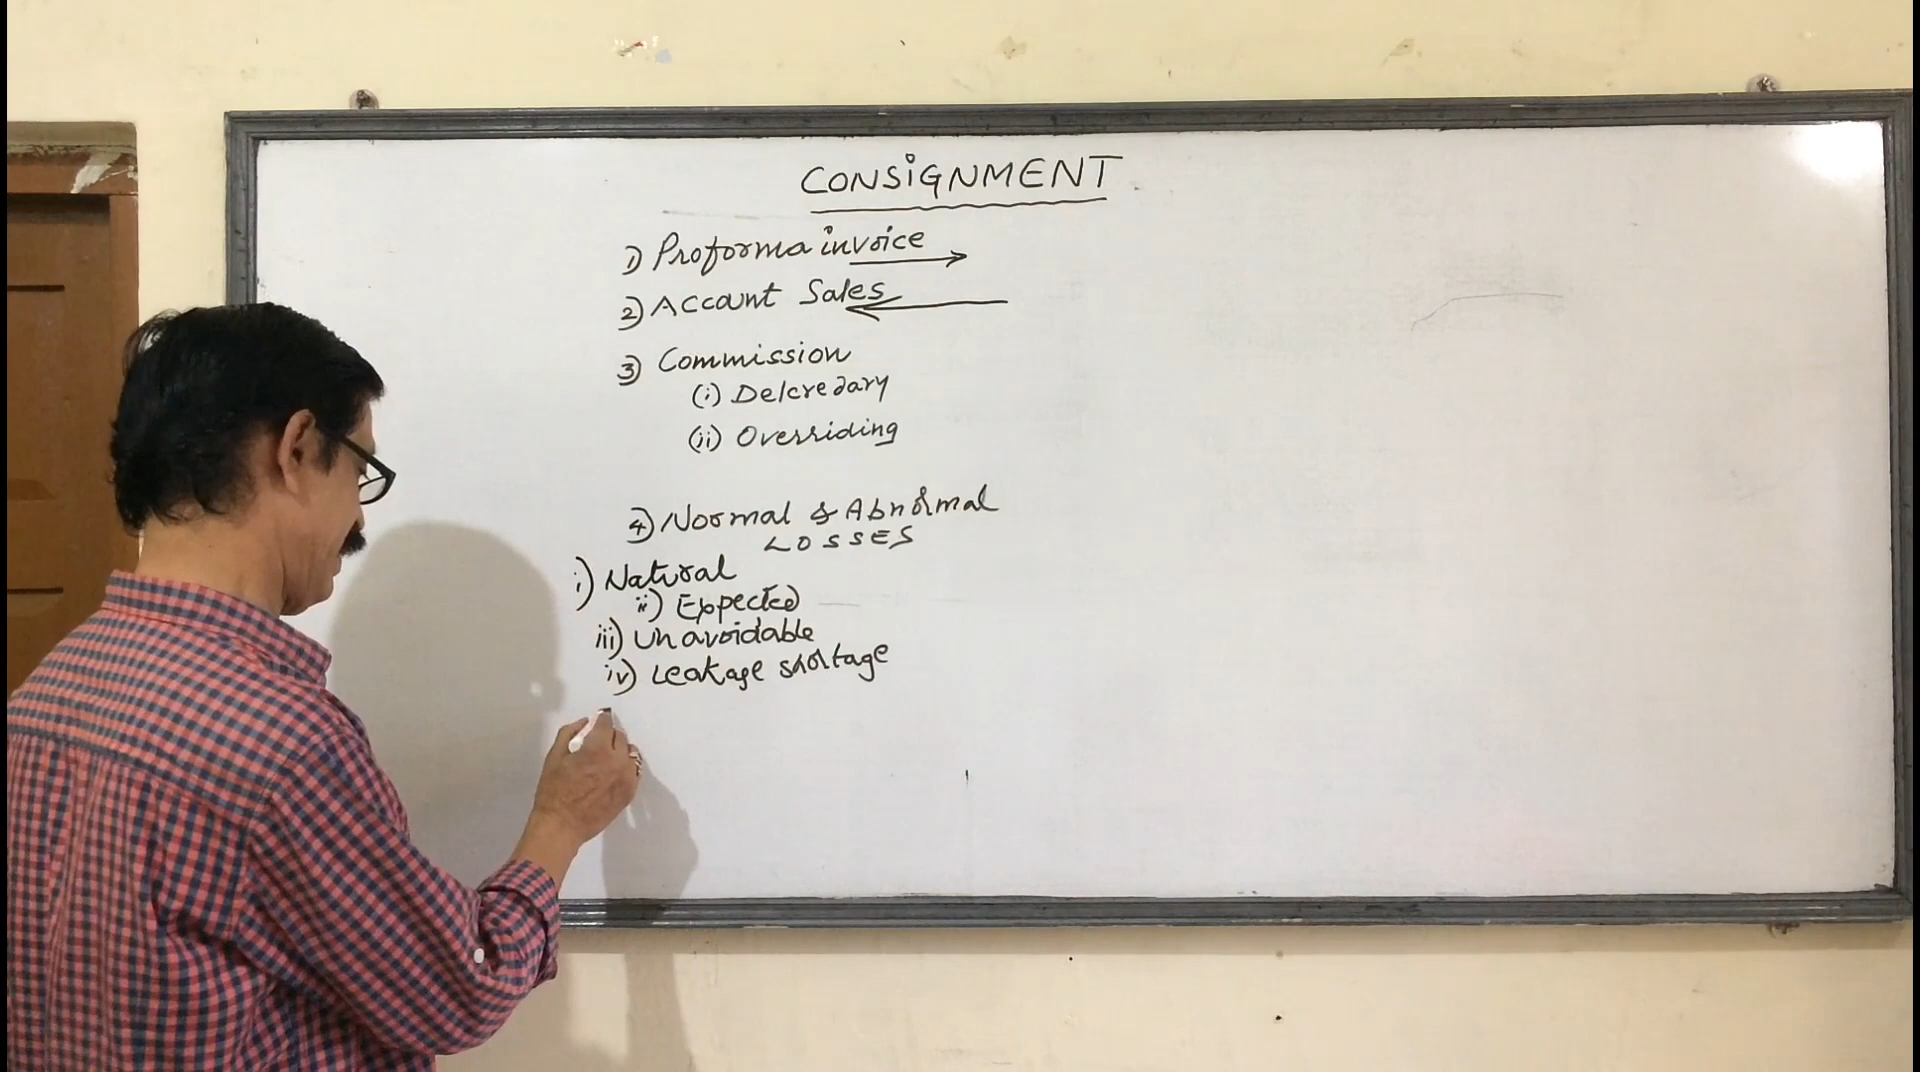 CONSIGNMENT
1) Proforma invoice
2) Account Sales
3) Commission
(i) Delcredary
(ii) Overriding
4) Normal & Abnormal
LOSSES
i) Natural
ii) Expected
iii) Unavoidable
iv) Leakage shortage